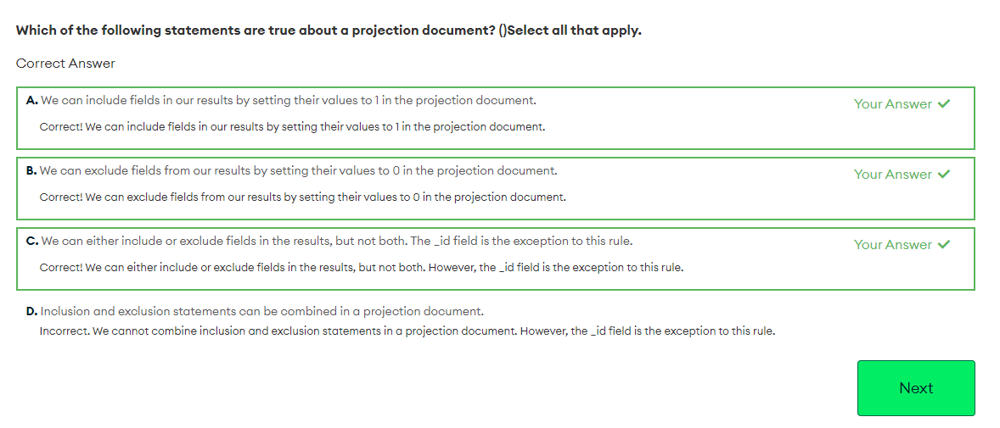 Which of the following statements are true about a projection document? ()Select all that apply.
Correct Answer
A. We can include fields in our results by setting their values to 1 in the projection document.
Your Answer ✓
Correct! We can include fields in our results by setting their values to 1 in the projection document.
B. We can exclude fields from our results by setting their values to 0 in the projection document.
Your Answer ✓
Correct! We can exclude fields from our results by setting their values to 0 in the projection document.
C. We can either include or exclude fields in the results, but not both. The _id field is the exception to this rule.
Your Answer ✓
Correct! We can either include or exclude fields in the results, but not both. However, the _id field is the exception to this rule.
D. Inclusion and exclusion statements can be combined in a projection document.
Incorrect. We cannot combine inclusion and exclusion statements in a projection document. However, the _id field is the exception to this rule.
Next